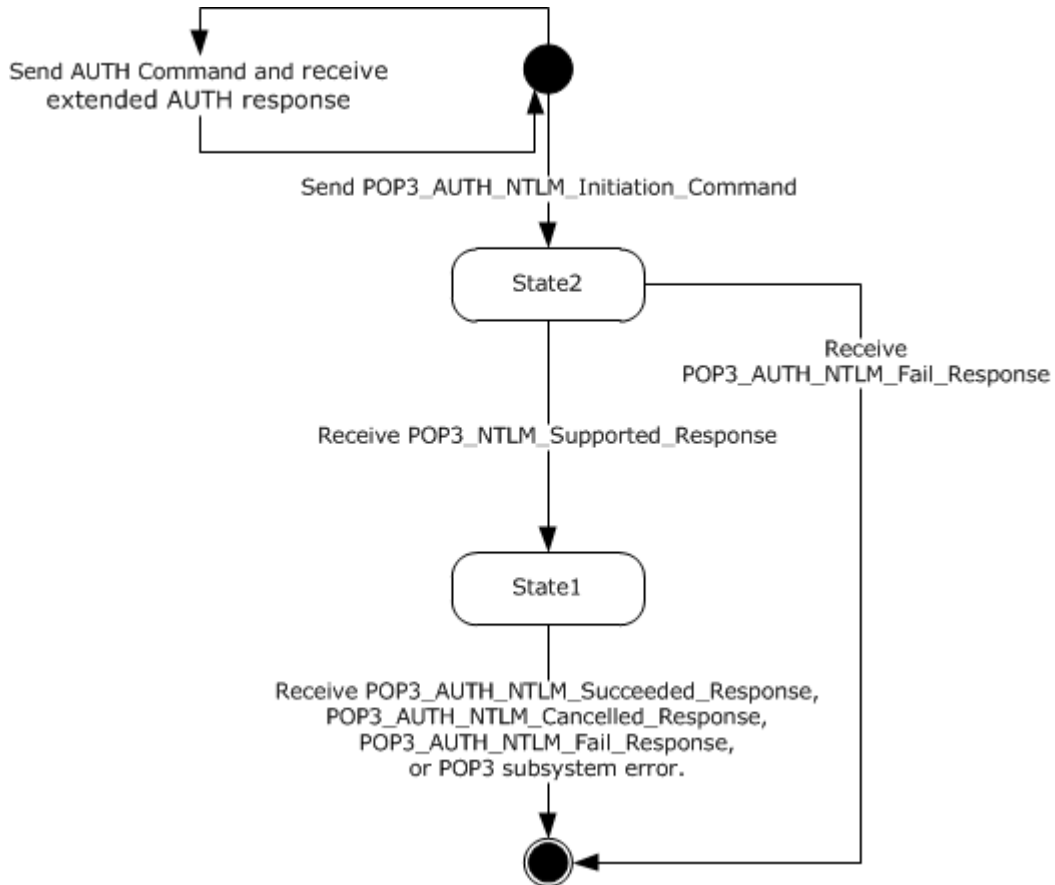 Send AUTH Command and receive
extended AUTH response
Send POP3_AUTH_NTLM_Initiation_Command
State2
Receive
POP3_AUTH_NTLM_Fail_Response
Receive POP3_NTLM_Supported_Response
State1
Receive POP3_AUTH_NTLM_Succeeded_Response,
POP3_AUTH_NTLM_Cancelled_Response,
POP3_AUTH_NTLM_Fail_Response,
or POP3 subsystem error.